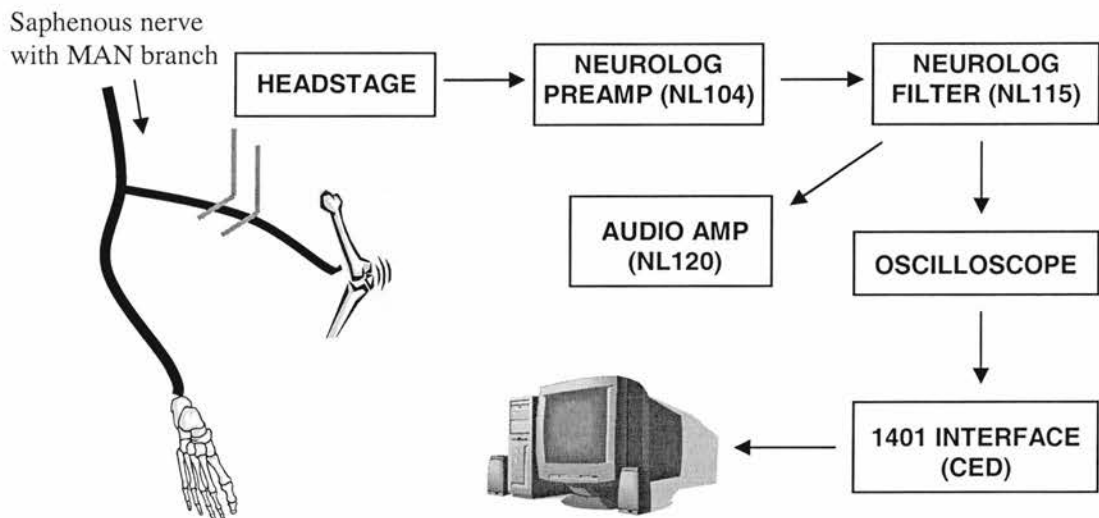 Saphenous nerve
with MAN branch
HEADSTAGE
NEUROLOG
PREAMP (NL104)
NEUROLOG
FILTER (NL115)
AUDIO AMP
(NL120)
OSCILLOSCOPE
1401 INTERFACE
(CED)